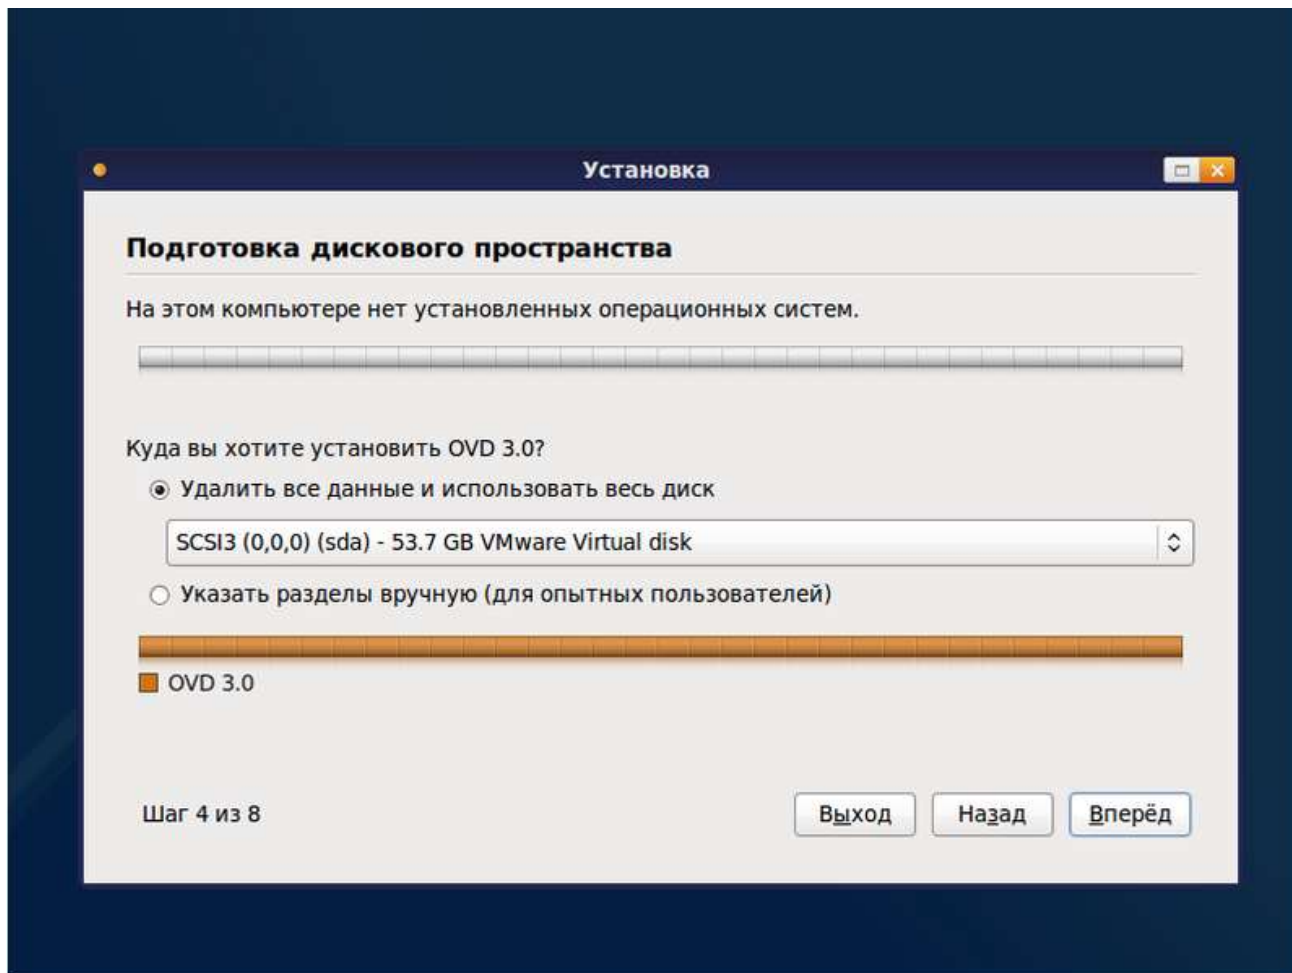 Установка
Подготовка дискового пространства
На этом компьютере нет установленных операционных систем.
Куда вы хотите установить OVD 3.0?
Удалить все данные и использовать весь диск
SCSI3 (0,0,0) (sda) - 53.7 GB VMware Virtual disk
Указать разделы вручную (для опытных пользователей)
OVD 3.0
Шаг 4 из 8 Выход Назад Вперёд